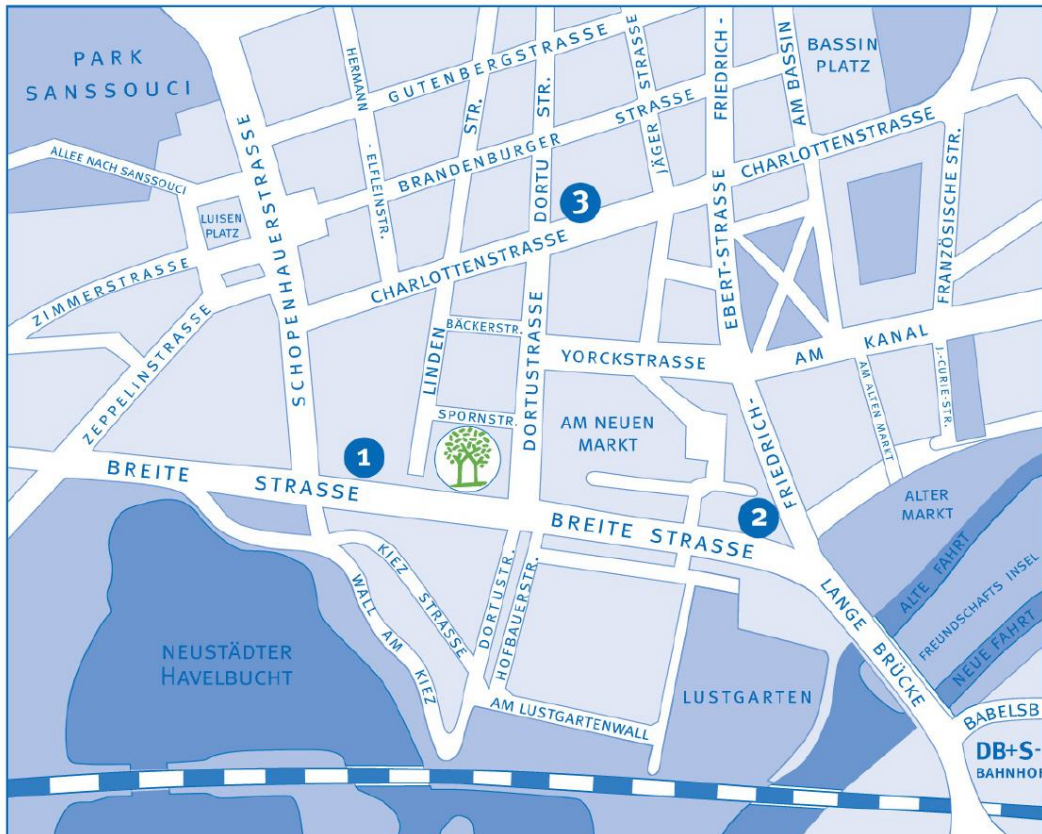 PARK
SANSSOUCI
ALLEE NACH SANSSOUCI
LUISEN
PLATZ
ZIMMERSTRASSE
ZEPPELINSTRASSE
SCHOPENHAUERSTRASSE
HERMANN - ELFLEINSTR.
GUTENBERGSTRASSE
BRANDENBURGER STRASSE
LINDEN STR.
DORTU STR.
JÄGER STRASSE
FRIEDRICH-
EBERT-STRASSE
AM BASSIN
BASSIN
PLATZ
CHARLOTTENSTRASSE
CHARLOTTENSTRASSE
FRANZÖSISCHE STR.
3
BÄCKERSTR.
DORTUSTRASSE
YORCKSTRASSE
AM KANAL
SPORNSTR.
AM NEUEN
MARKT
FRIEDRICH-
AM ALTEN MARKT
J.-CURIE-STR.
1
BREITE STRASSE
2
BREITE STRASSE
ALTER
MARKT
KIEZ STRASSE
WALL AM KIEZ
DORTUSTR.
HOFBAUERSTR.
LANGE BRÜCKE
ALTE FAHRT
FREUNDSCHAFTS INSEL
NEUE FAHRT
NEUSTÄDTER
HAVELBUCHT
LUSTGARTEN
AM LUSTGARTENWALL
BABELSB
DB+S-
BAHNHOF